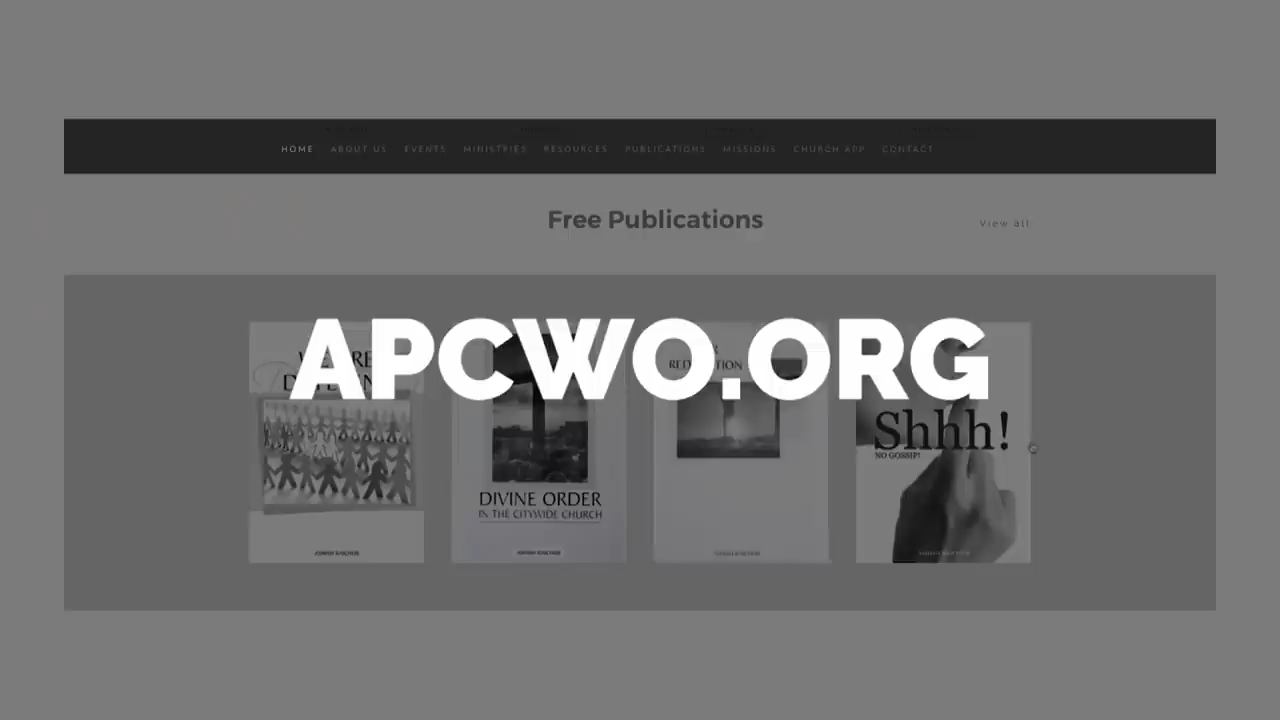 HOME ABOUT US EVENTS MINISTRIES RESOURCES PUBLICATIONS MISSIONS CHURCH APP CONTACT
Free Publications
View all
APCWO.ORG
DIVINE ORDER
IN THE CITYWIDE CHURCH
Shhh!
NO GOSSIP!